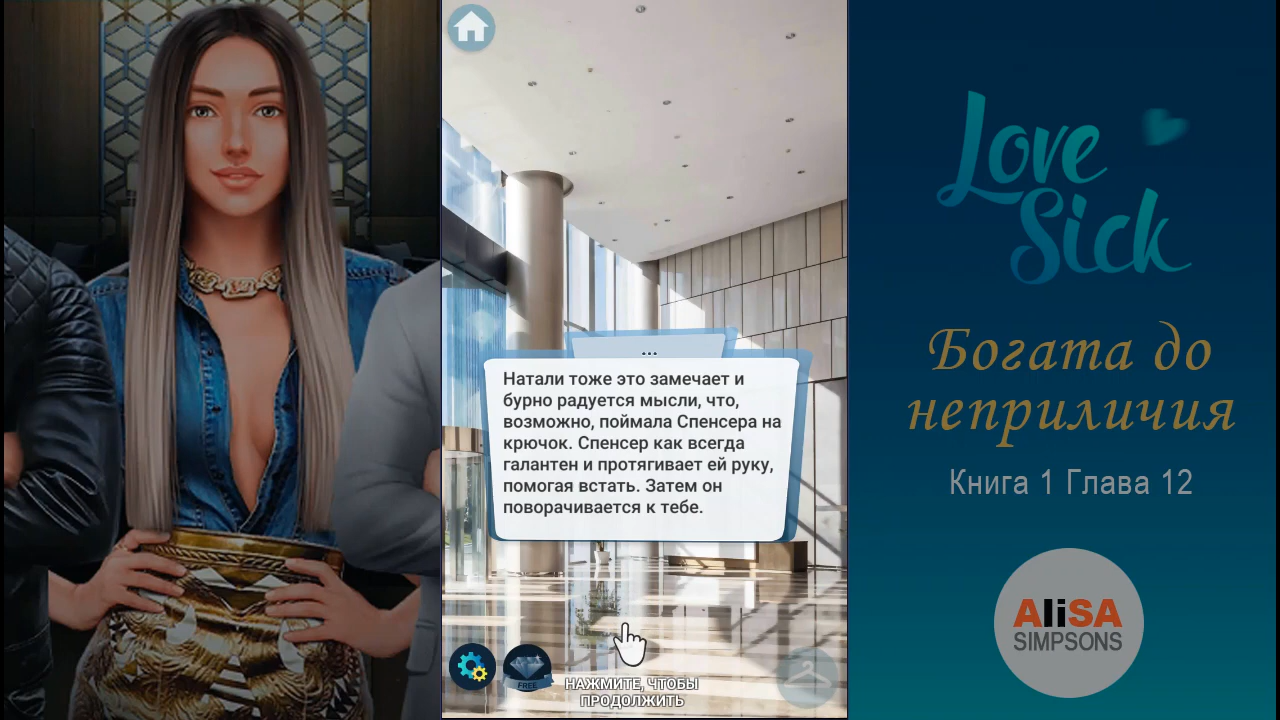 ...
Натали тоже это замечает и
бурно радуется мысли, что,
возможно, поймала Спенсера на
крючок. Спенсер как всегда
галантен и протягивает ей руку,
помогая встать. Затем он
поворачивается к тебе.
FREE
НАЖМИТЕ, ЧТОБЫ
ПРОДОЛЖИТЬ
Love
Sick
Богата до
неприличия
Книга 1 Глава 12
AliSA
SIMPSONS